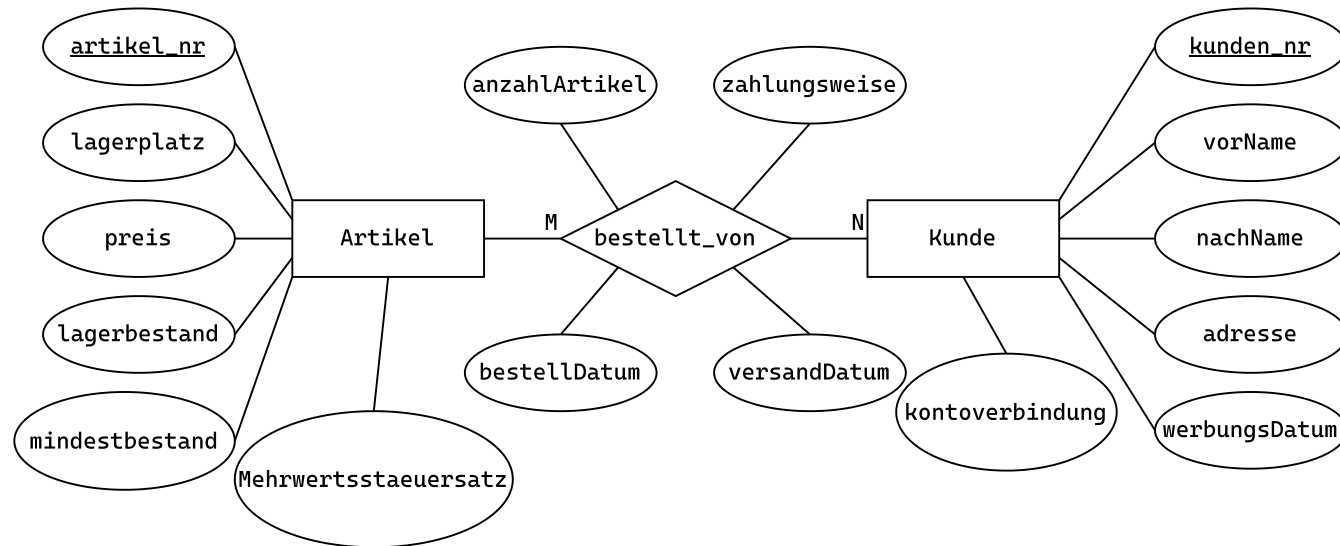 artikel_nr
lagerplatz
preis
lagerbestand
mindestbestand
Mehrwertsstaeuersatz
Artikel
M
anzahlArtikel
zahlungsweise
bestellt_von
bestellDatum
versandDatum
N
Kunde
kunden_nr
vorName
nachName
adresse
werbungsDatum
kontoverbindung